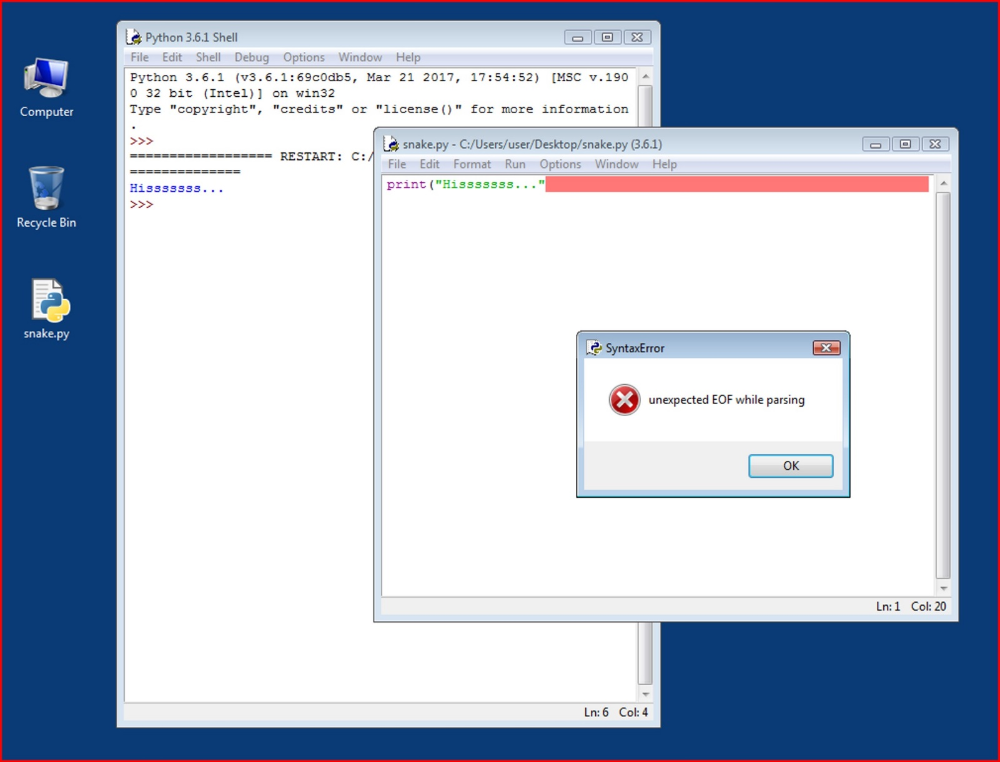 Computer
Recycle Bin
snake.py
Python 3.6.1 Shell
File Edit Shell Debug Options Window Help
Python 3.6.1 (v3.6.1:69c0db5, Mar 21 2017, 17:54:52) [MSC v.190
0 32 bit (Intel)] on win32
Type "copyright", "credits" or "license()" for more information
.
>>>
================== RESTART: C:/
==============
Hisssssss...
>>>
Ln: 6 Col: 4
snake.py - C:/Users/user/Desktop/snake.py (3.6.1)
File Edit Format Run Options Window Help
print("Hisssssss..."
Ln: 1 Col: 20
SyntaxError
unexpected EOF while parsing
OK